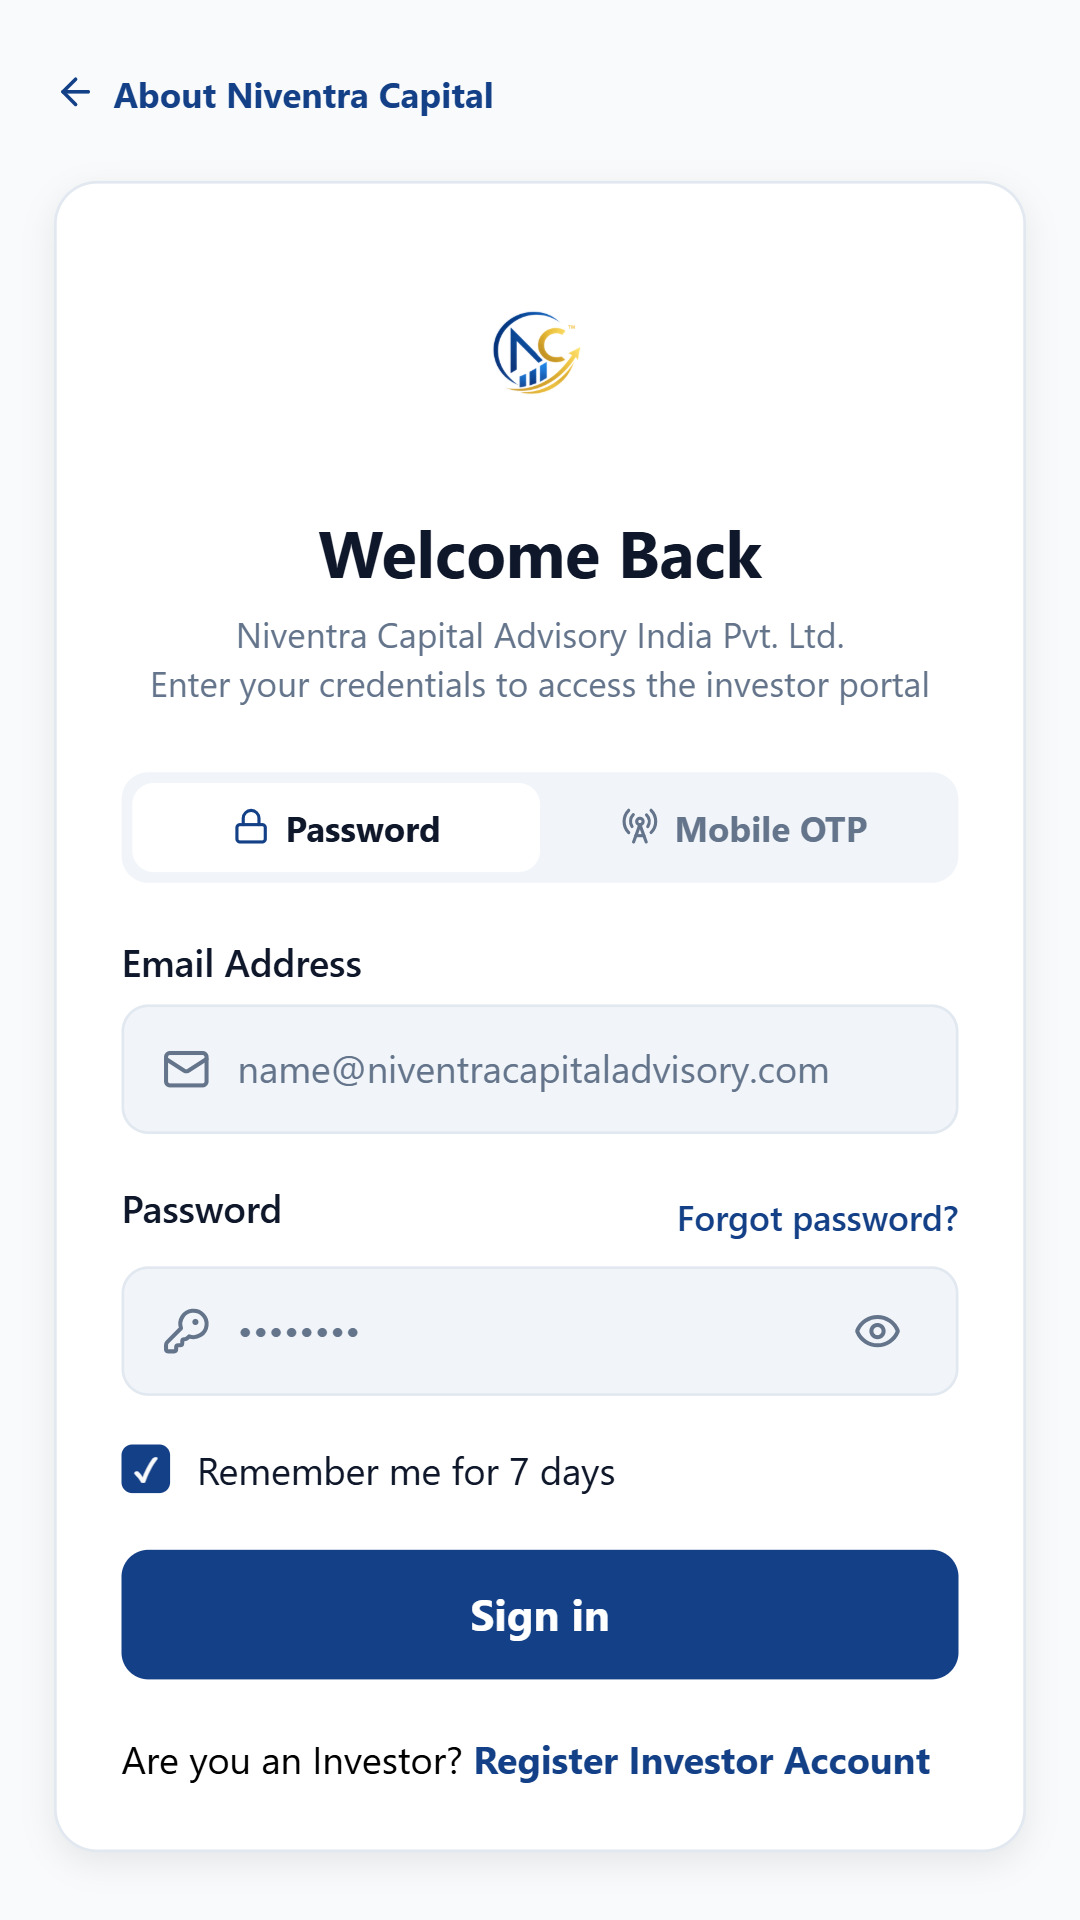 About Niventra Capital
NC™
Welcome Back
Niventra Capital Advisory India Pvt. Ltd.
Enter your credentials to access the investor portal
Password
Mobile OTP
Email Address
name@niventracapitaladvisory.com
Password
Forgot password?
••••••••
Remember me for 7 days
Sign in
Are you an Investor? Register Investor Account